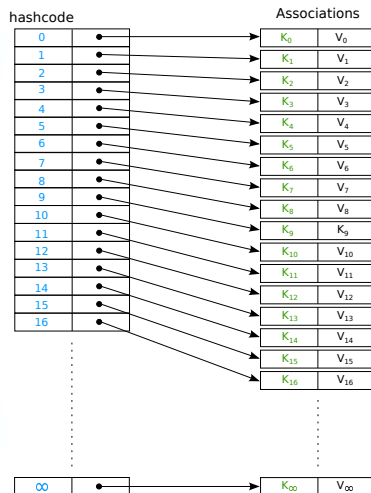 hashcode Associations
0 K₀ V₀
1 K₁ V₁
2 K₂ V₂
3 K₃ V₃
4 K₄ V₄
5 K₅ V₅
6 K₆ V₆
7 K₇ V₇
8 K₈ V₈
9 K₉ K₉
10 K₁₀ V₁₀
11 K₁₁ V₁₁
12 K₁₂ V₁₂
13 K₁₃ V₁₃
14 K₁₄ V₁₄
15 K₁₅ V₁₅
16 K₁₆ V₁₆
∞ K∞ V∞